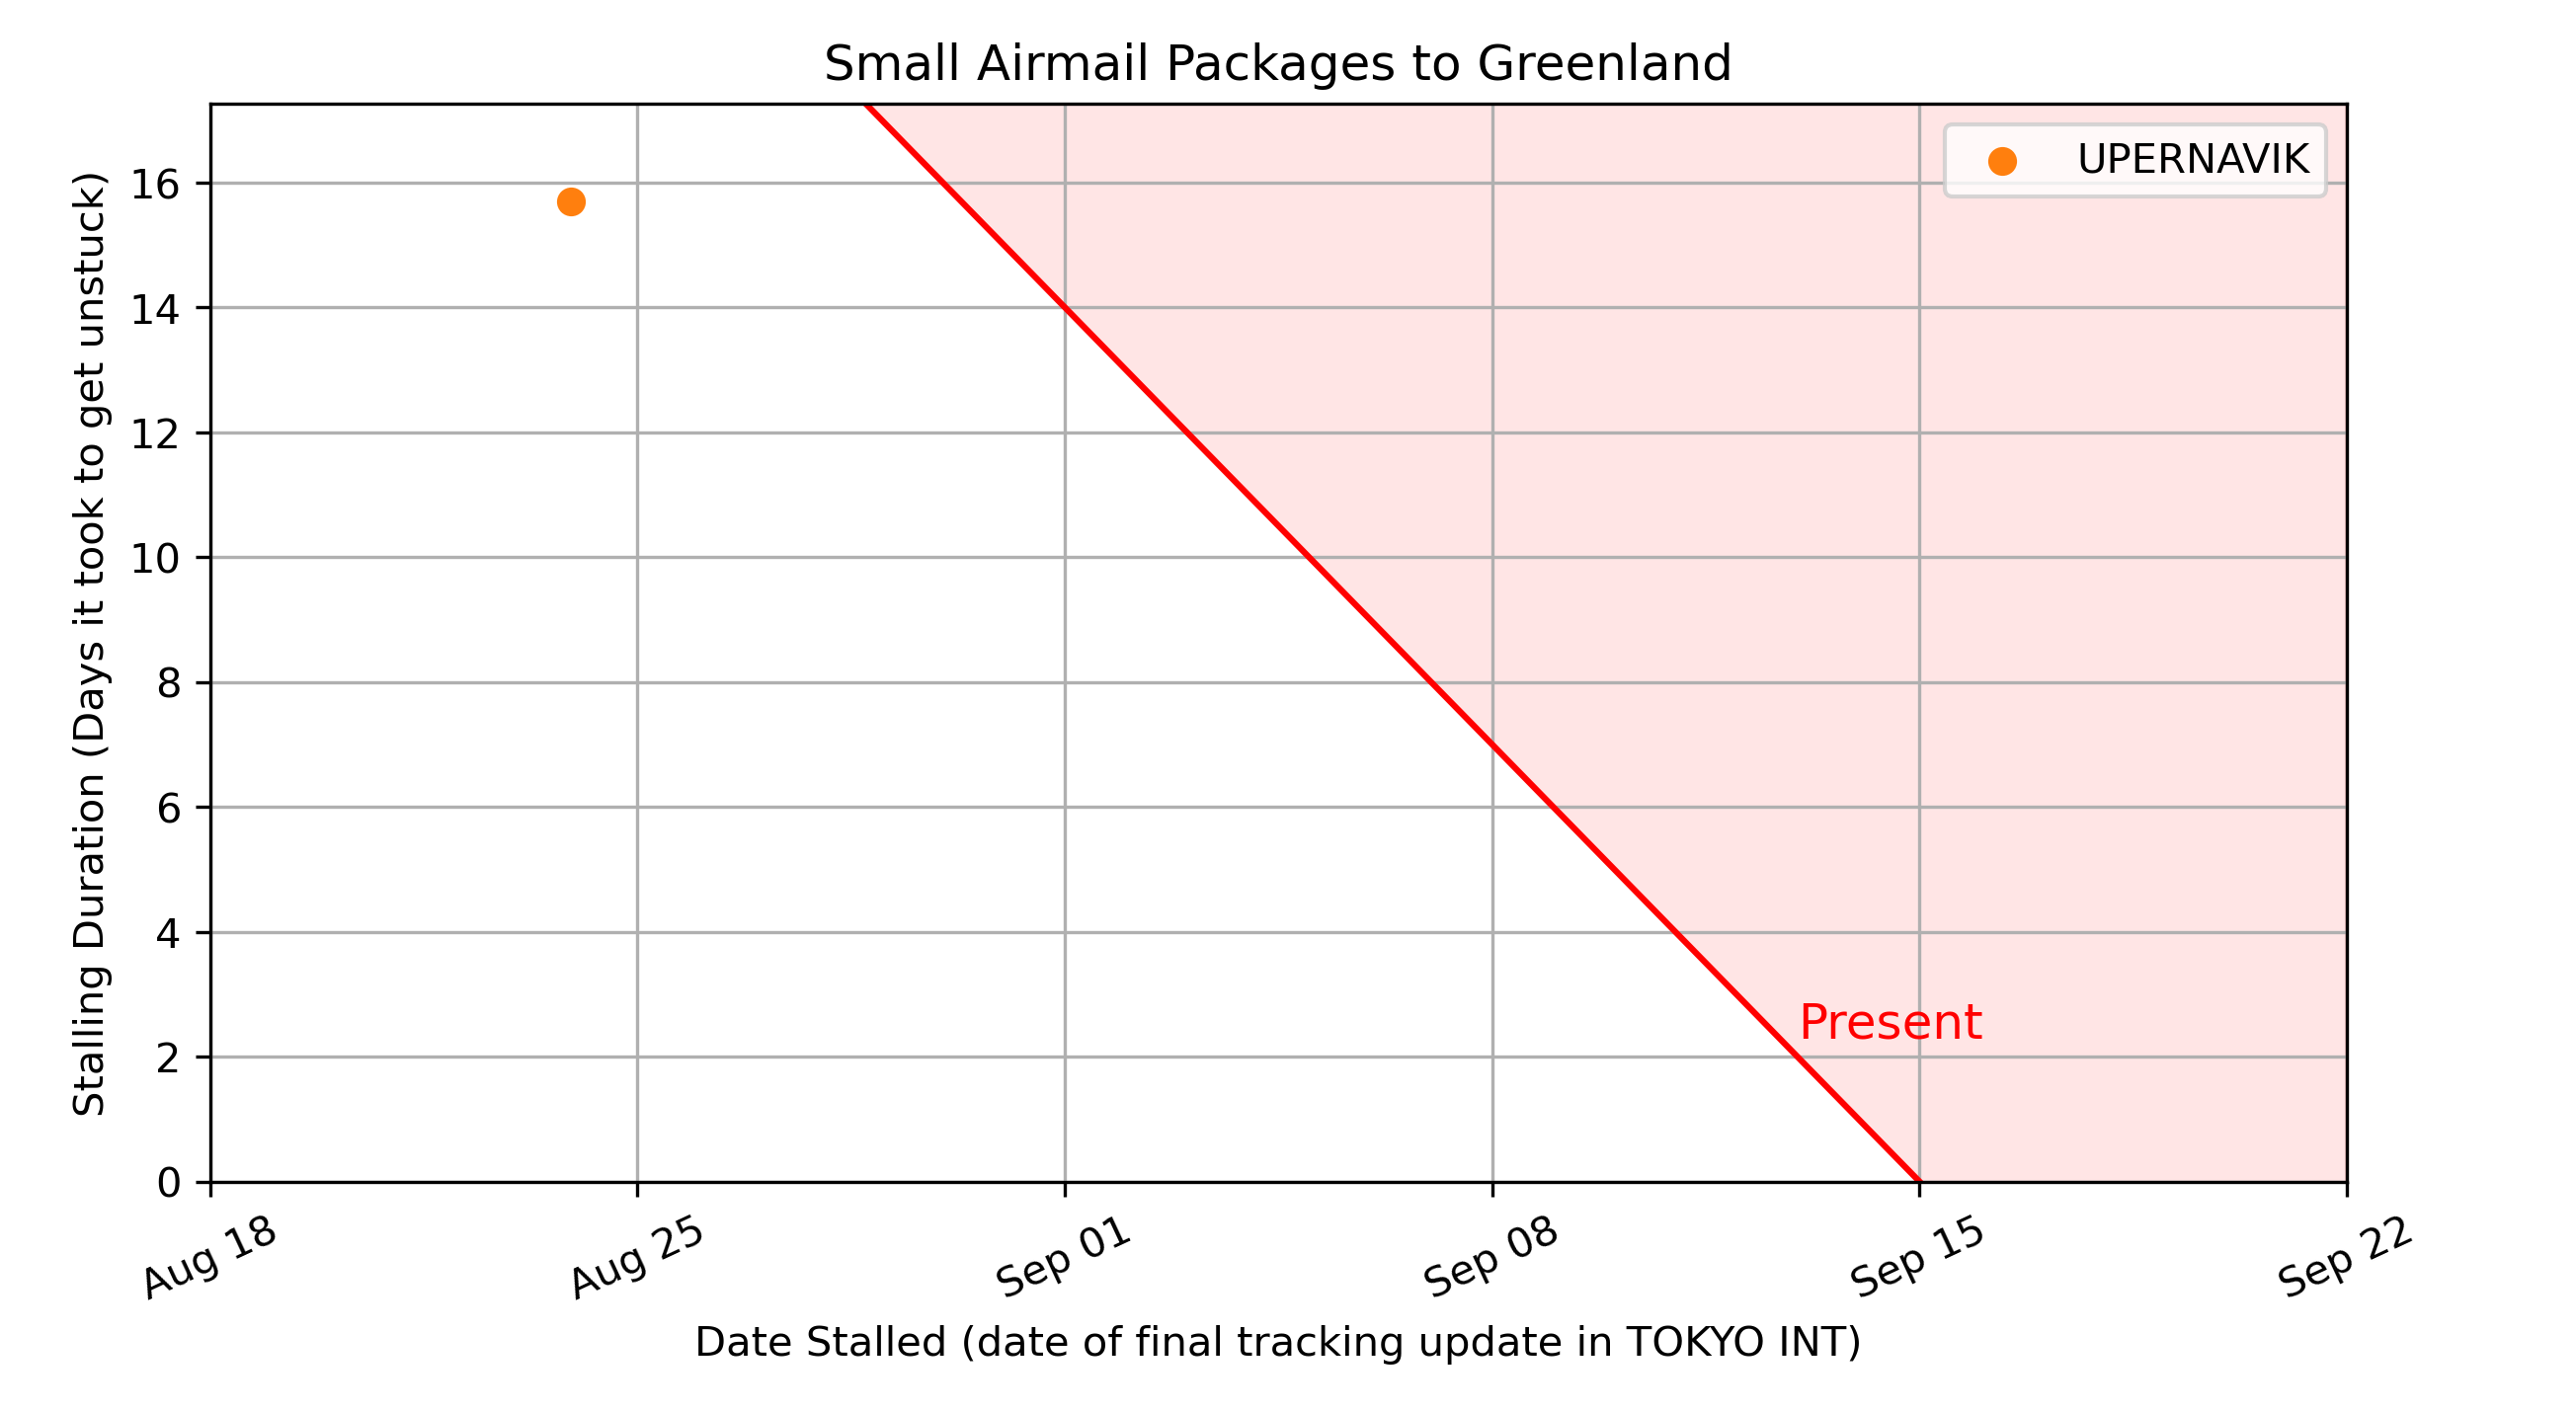 Small Airmail Packages to Greenland
UPERNAVIK
Stalling Duration (Days it took to get unstuck)
16
14
12
10
8
6
4
2
0
Present
Aug 18
Aug 25
Sep 01
Sep 08
Sep 15
Sep 22
Date Stalled (date of final tracking update in TOKYO INT)